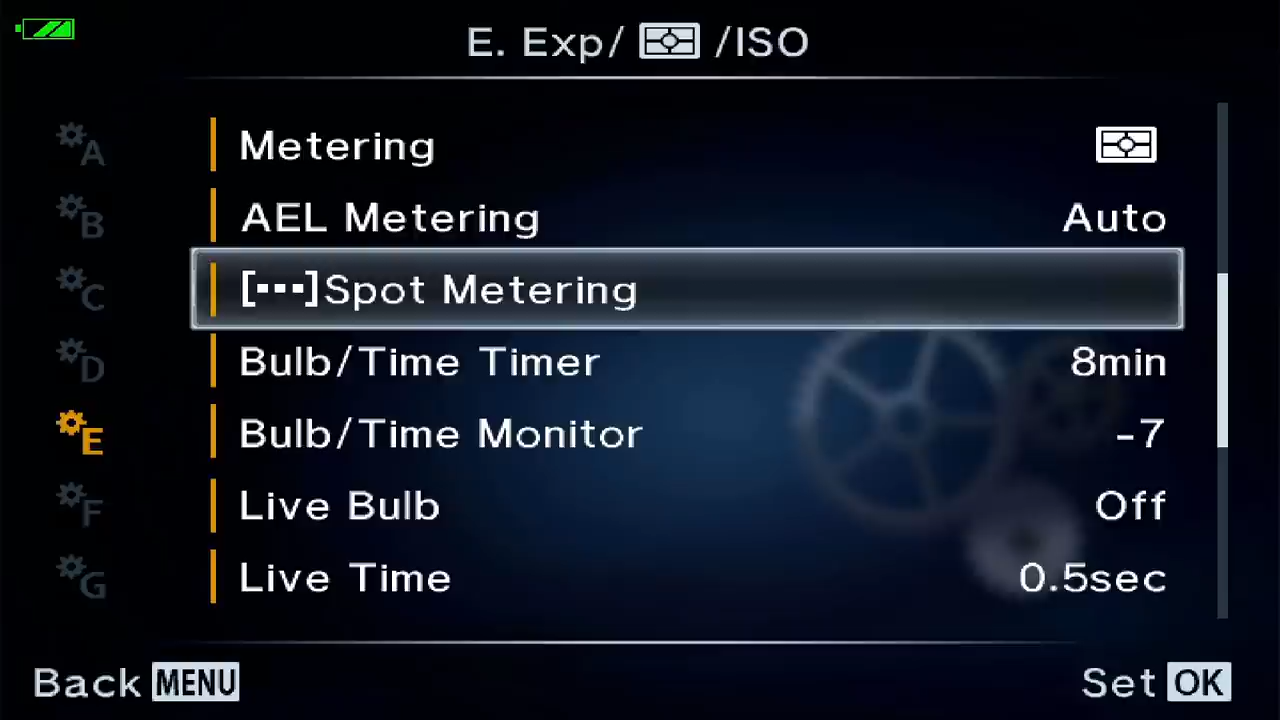 E. Exp/ /ISO
A
Metering
B
AEL Metering Auto
C
[···]Spot Metering
D
Bulb/Time Timer 8min
E
Bulb/Time Monitor -7
F
Live Bulb Off
G
Live Time 0.5sec
Back MENU Set OK